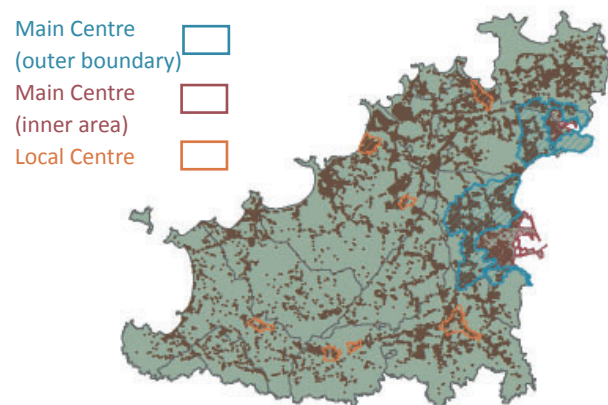 Main Centre
(outer boundary)
Main Centre
(inner area)
Local Centre